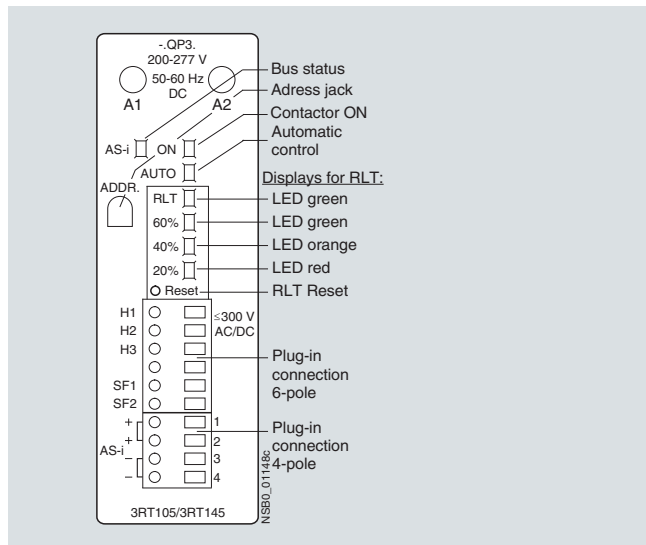 -.QP3.
200-277 V
50-60 Hz
DC
A1
A2
Bus status
Adress jack
Contactor ON
Automatic
control
AS-i
ON
AUTO
ADDR.
Displays for RLT:
RLT
LED green
60%
LED green
40%
LED orange
20%
LED red
Reset
RLT Reset
H1
≤300 V
H2
AC/DC
H3
Plug-in
connection
6-pole
SF1
SF2
+
1
Plug-in
connection
4-pole
+
2
AS-i
–
3
–
4
NSB0_01148c
3RT105/3RT145